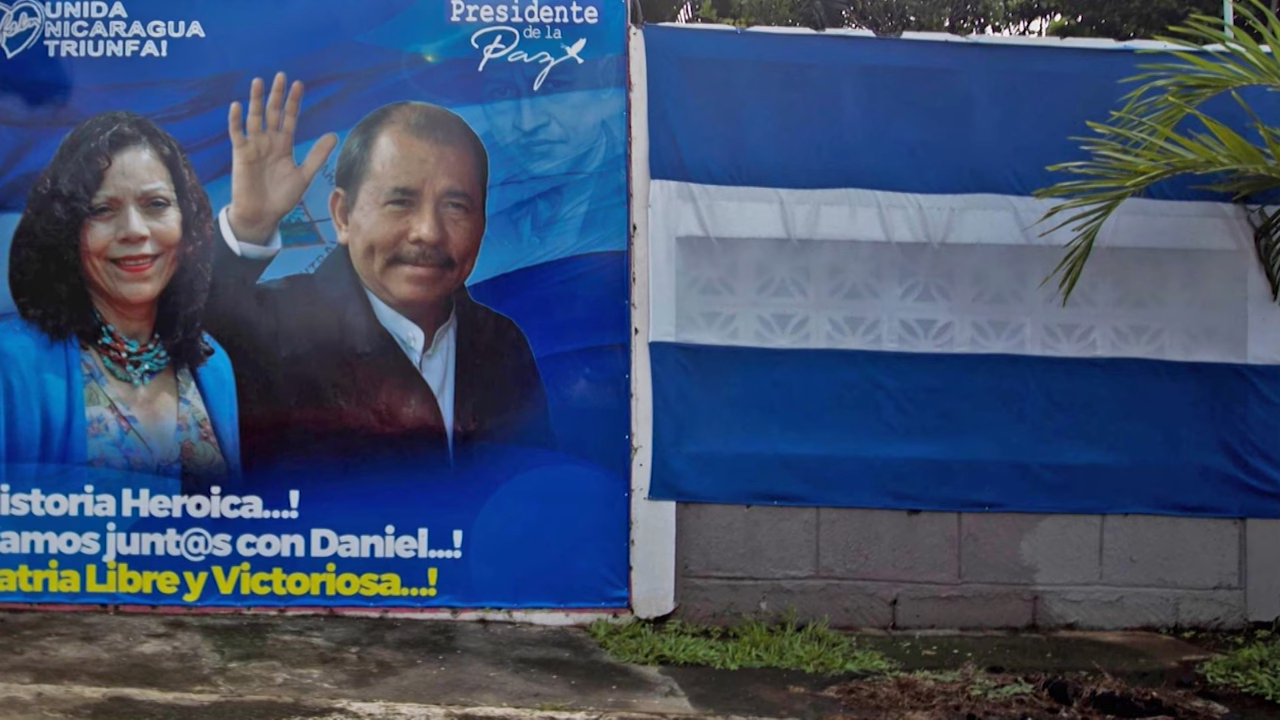 UNIDA
NICARAGUA
TRIUNFA!
Presidente
de la
Paz
istoria Heroica...!
amos junt@s con Daniel...!
atria Libre y Victoriosa...!